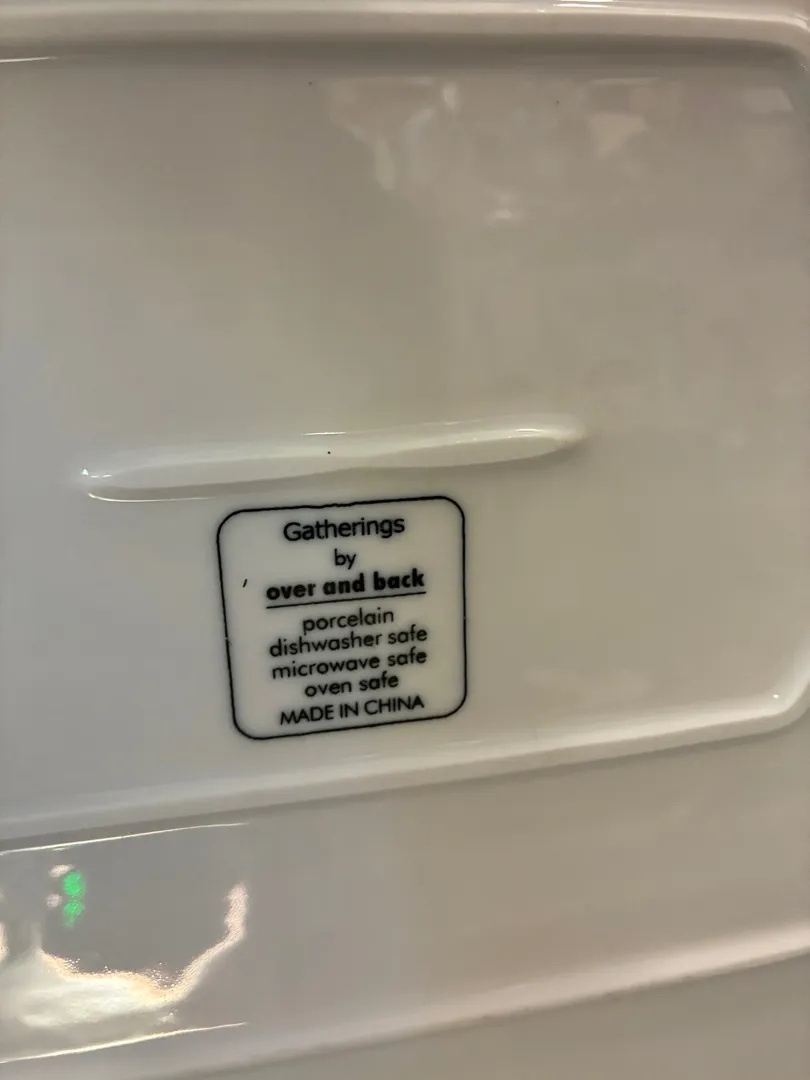 Gatherings
by
over and back
porcelain
dishwasher safe
microwave safe
oven safe
MADE IN CHINA